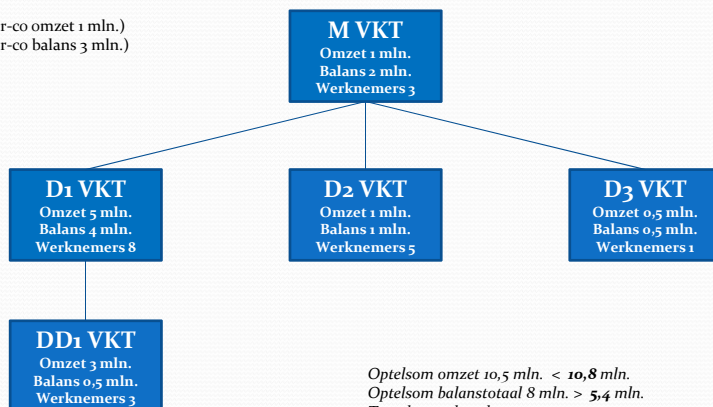 r-co omzet 1 mln.)
r-co balans 3 mln.)
M VKT
Omzet 1 mln.
Balans 2 mln.
Werknemers 3
D1 VKT
Omzet 5 mln.
Balans 4 mln.
Werknemers 8
D2 VKT
Omzet 1 mln.
Balans 1 mln.
Werknemers 5
D3 VKT
Omzet 0,5 mln.
Balans 0,5 mln.
Werknemers 1
DD1 VKT
Omzet 3 mln.
Balans 0,5 mln.
Werknemers 3
Optelsom omzet 10,5 mln. < 10,8 mln.
Optelsom balanstotaal 8 mln. > 5,4 mln.